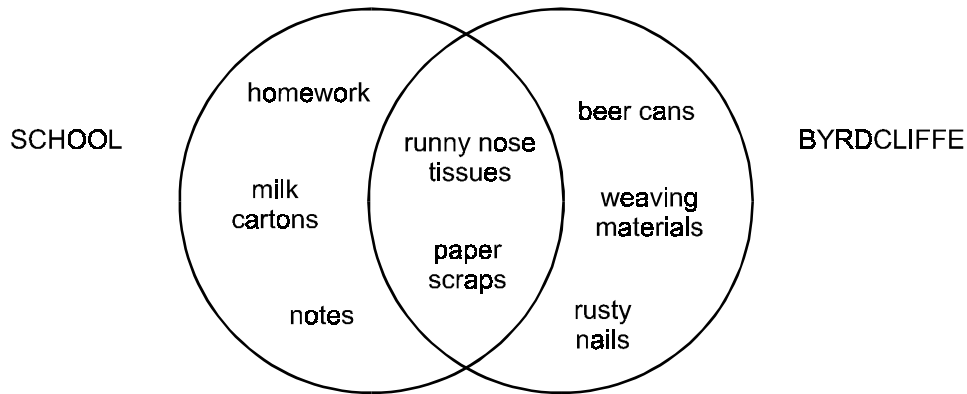 SCHOOL
homework
milk
cartons
notes
runny nose
tissues
paper
scraps
beer cans
weaving
materials
rusty
nails
BYRDCLIFFE